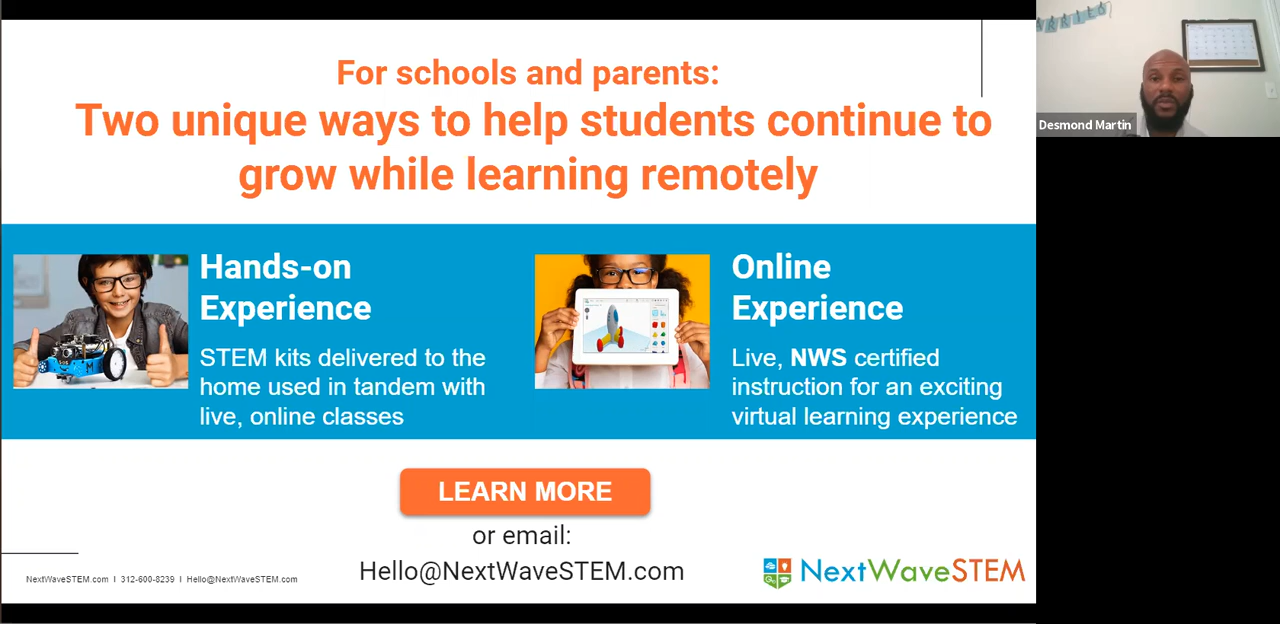 For schools and parents:
Two unique ways to help students continue to
grow while learning remotely
Hands-on
Experience
STEM kits delivered to the
home used in tandem with
live, online classes
Online
Experience
Live, NWS certified
instruction for an exciting
virtual learning experience
LEARN MORE
or email:
Hello@NextWaveSTEM.com
NextWaveSTEM.com I 312-600-8239 I Hello@NextWaveSTEM.com
NextWaveSTEM
Desmond Martin